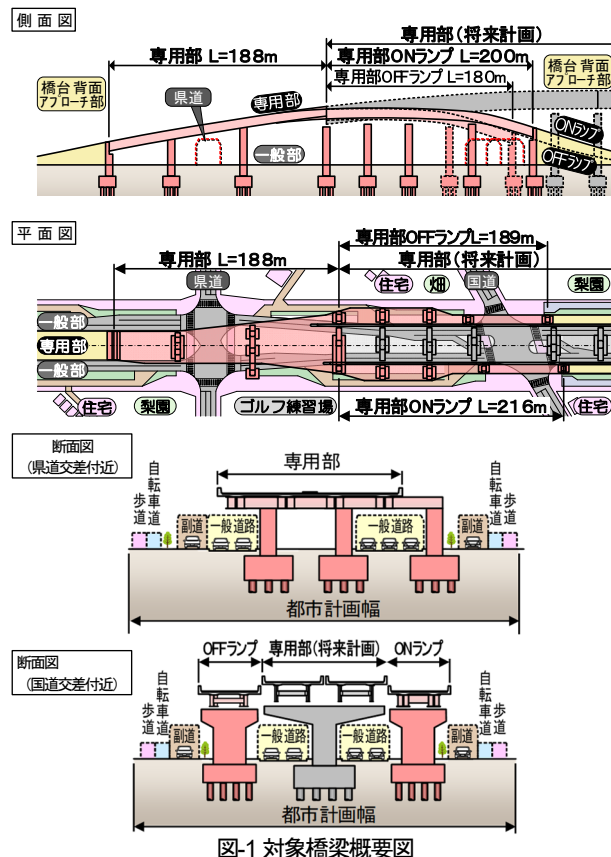 側面図
専用部(将来計画)
専用部 L=188m
専用部ONランプ L=200m
専用部OFFランプ L=180m
橋台背面
アプローチ部
県道
専用部
一般部
橋台背面
アプローチ部
ONランプ
OFFランプ
平面図
専用部OFFランプL=189m
専用部 L=188m
専用部(将来計画)
県道
住宅
畑
国道
梨園
一般部
専用部
一般部
住宅
梨園
ゴルフ練習場
専用部ONランプ L=216m
住宅
断面図
(県道交差付近)
専用部
歩道
自転車道
副道
一般道路
一般道路
副道
自転車道
歩道
都市計画幅
断面図
(国道交差付近)
OFFランプ
専用部(将来計画)
ONランプ
歩道
自転車道
副道
一般道路
一般道路
副道
自転車道
歩道
都市計画幅
図-1 対象橋梁概要図